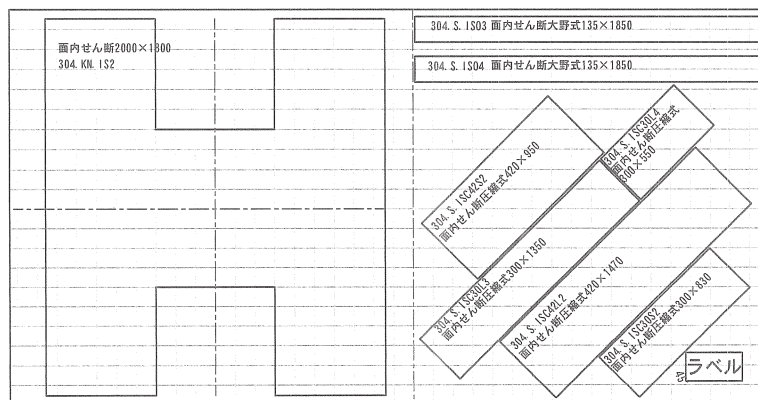 面内せん断2000×1800
304.KN.IS2
304.S.ISO3 面内せん断大野式135×1850
304.S.ISO4 面内せん断大野式135×1850
304.S.ISC42S2
面内せん断圧縮式420×950
304.S.ISC30L4
面内せん断圧縮式
300×550
304.S.ISC30L3
面内せん断圧縮式300×1350
304.S.ISC42L2
面内せん断圧縮式420×1470
304.S.ISC30S2
面内せん断圧縮式300×830
45
ラベル